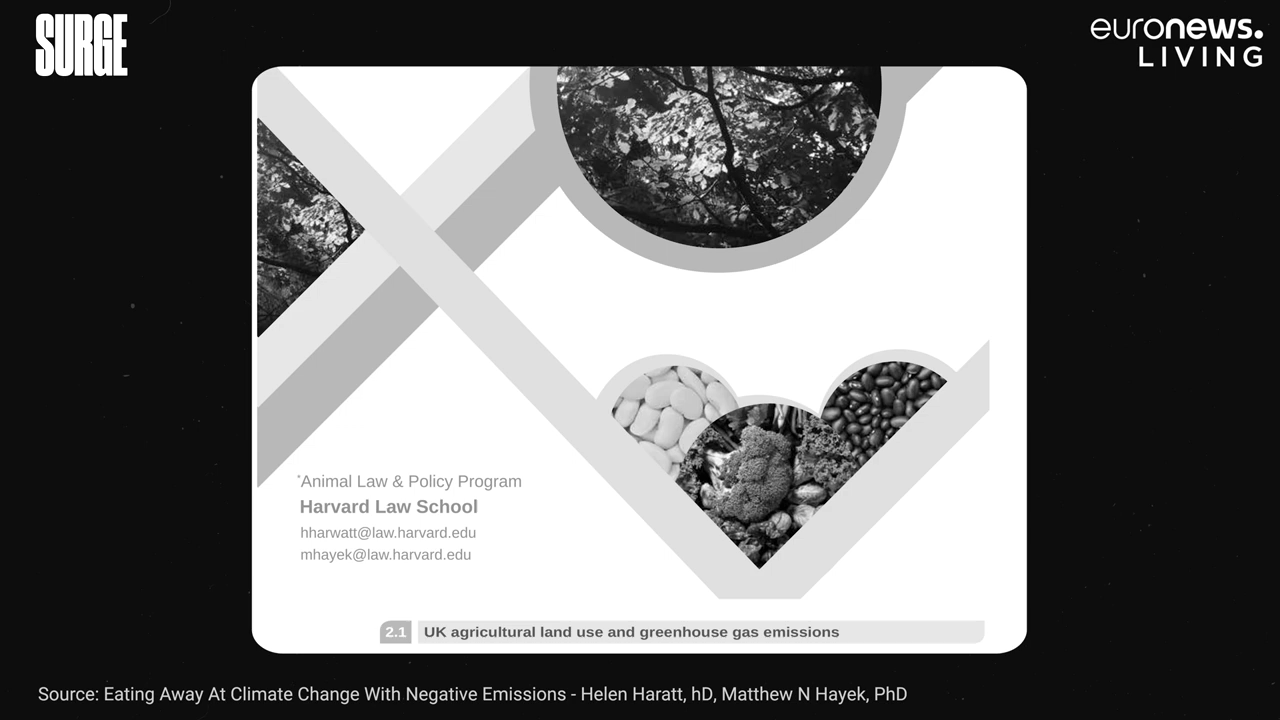 SURGE
euronews.
LIVING
*Animal Law & Policy Program
Harvard Law School
hharwatt@law.harvard.edu
mhayek@law.harvard.edu
2.1 UK agricultural land use and greenhouse gas emissions
Source: Eating Away At Climate Change With Negative Emissions - Helen Haratt, hD, Matthew N Hayek, PhD